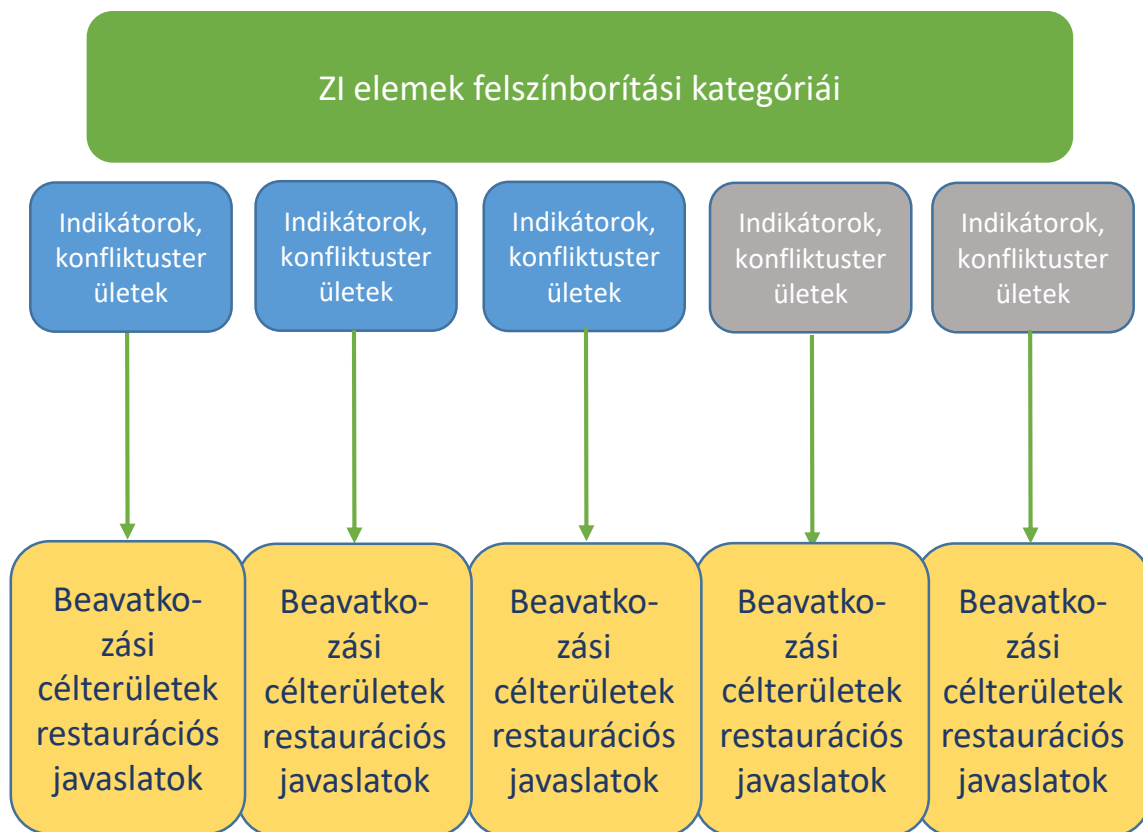 ZI elemek felszínborítási kategóriái
Indikátorok,
konfliktuster
ületek
Indikátorok,
konfliktuster
ületek
Indikátorok,
konfliktuster
ületek
Indikátorok,
konfliktuster
ületek
Indikátorok,
konfliktuster
ületek
Beavatko-
zási
célterületek
restaurációs
javaslatok
Beavatko-
zási
célterületek
restaurációs
javaslatok
Beavatko-
zási
célterületek
restaurációs
javaslatok
Beavatko-
zási
célterületek
restaurációs
javaslatok
Beavatko-
zási
célterületek
restaurációs
javaslatok